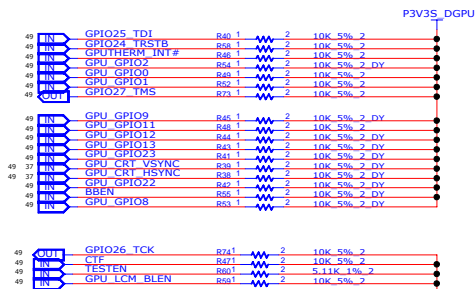 P3V3S_DGPU
49 IN GPIO25_TDI R40 1 2 10K_5%_2
49 IN GPIO24_TRSTB R58 1 2 10K_5%_2
49 IN GPUTHERM_INT# R46 1 2 10K_5%_2
49 IN GPU_GPIO2 R54 1 2 10K_5%_2_DY
49 IN GPU_GPIO0 R49 1 2 10K_5%_2
49 IN GPU_GPIO1 R52 1 2 10K_5%_2
49 OUT GPIO27_TMS R73 1 2 10K_5%_2
49 IN GPU_GPIO9 R45 1 2 10K_5%_2_DY
49 IN GPU_GPIO11 R48 1 2 10K_5%_2
49 IN GPU_GPIO12 R44 1 2 10K_5%_2_DY
49 IN GPU_GPIO13 R43 1 2 10K_5%_2_DY
49 IN GPU_GPIO23 R41 1 2 10K_5%_2_DY
49 37 IN GPU_CRT_VSYNC R39 1 2 10K_5%_2_DY
49 37 IN GPU_CRT_HSYNC R38 1 2 10K_5%_2_DY
49 IN GPU_GPIO22 R42 1 2 10K_5%_2_DY
49 IN BBEN R55 1 2 10K_5%_2_DY
49 IN GPU_GPIO8 R53 1 2 10K_5%_2_DY
49 OUT GPIO26_TCK R74 1 2 10K_5%_2
49 IN CTF R47 1 2 10K_5%_2
49 IN TESTEN R60 1 2 5.11K_1%_2
49 IN GPU_LCM_BLEN R59 1 2 10K_5%_2